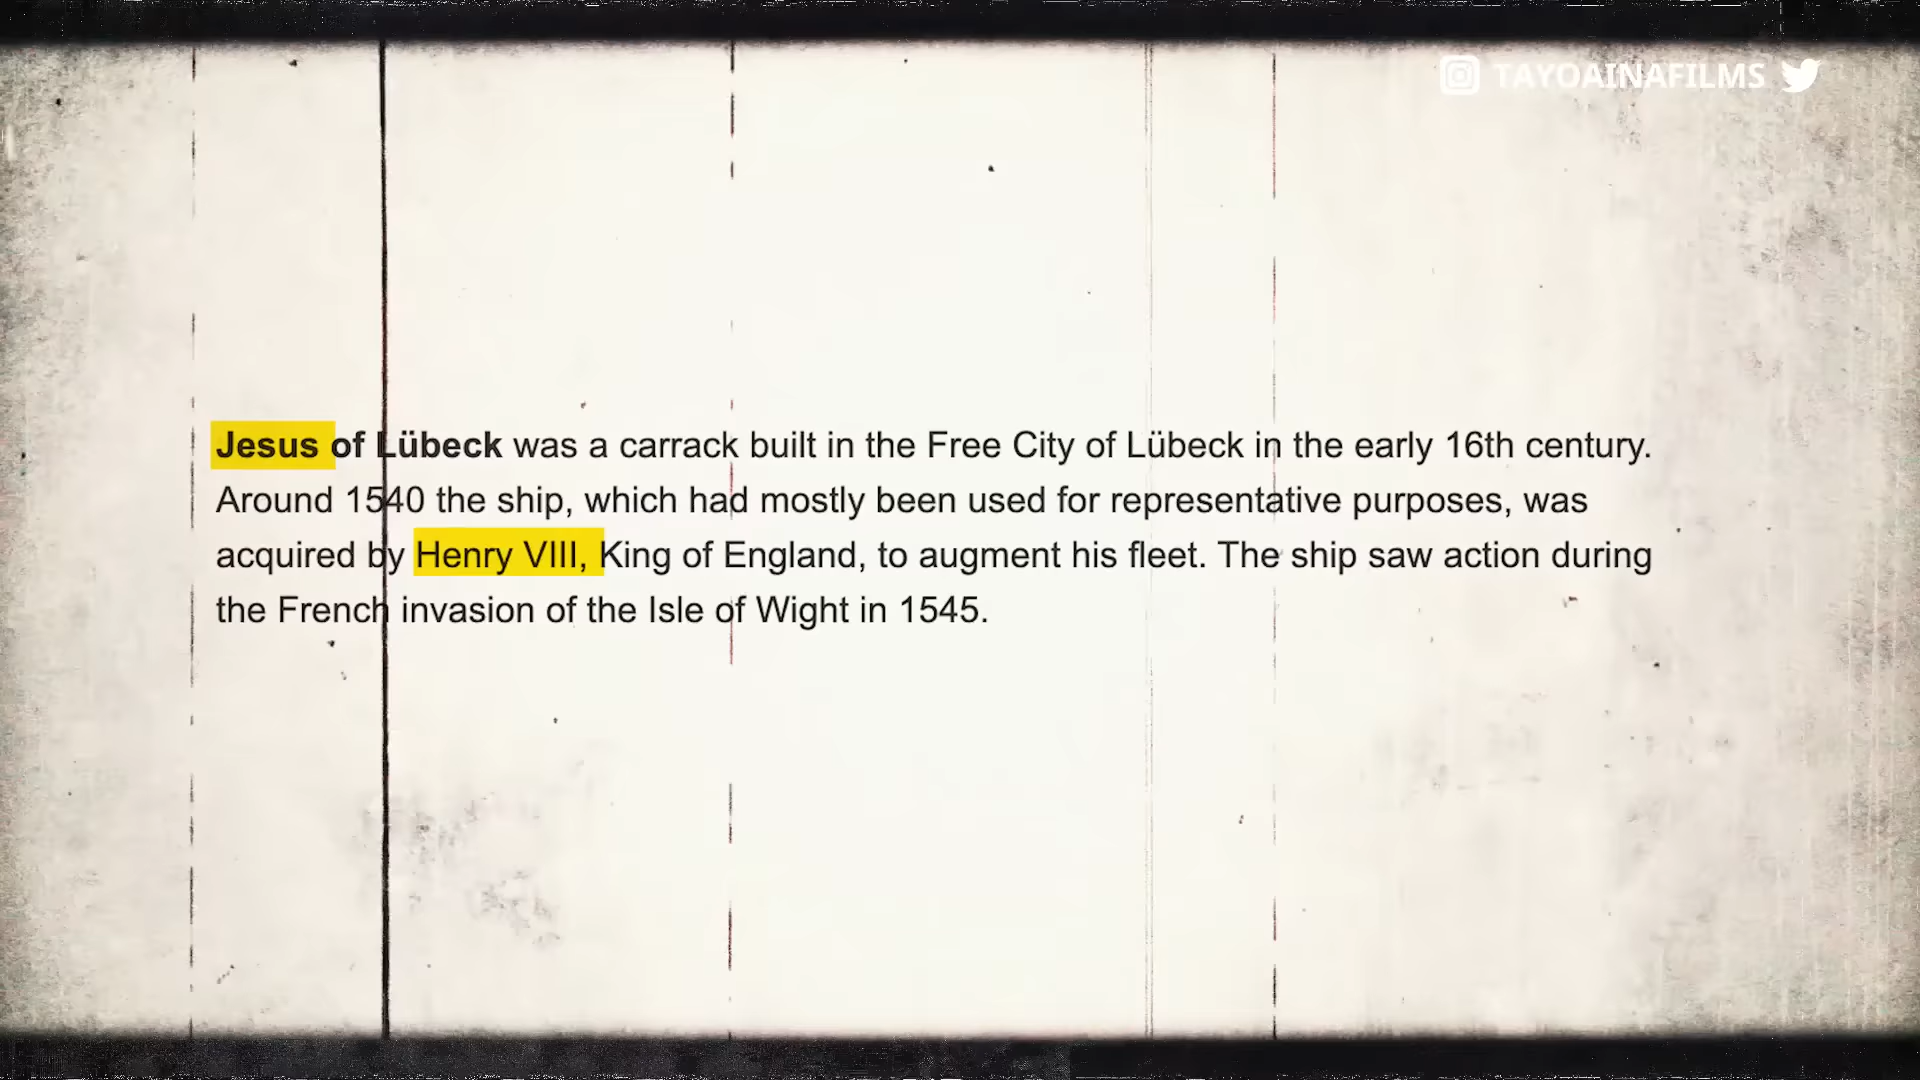 TAYOAINAFILMS
Jesus of Lübeck was a carrack built in the Free City of Lübeck in the early 16th century.
Around 1540 the ship, which had mostly been used for representative purposes, was
acquired by Henry VIII, King of England, to augment his fleet. The ship saw action during
the French invasion of the Isle of Wight in 1545.